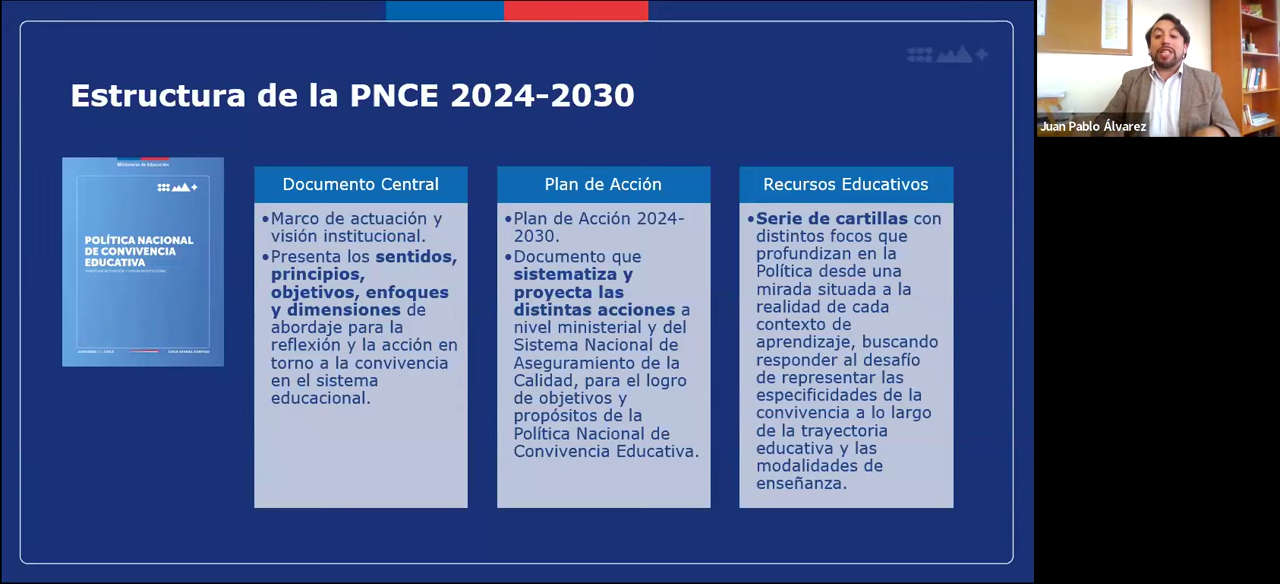 Estructura de la PNCE 2024-2030
Ministerio de Educación
POLÍTICA NACIONAL
DE CONVIVENCIA
EDUCATIVA
Documento Central
•Marco de actuación y
visión institucional.
•Presenta los sentidos,
principios,
objetivos, enfoques
y dimensiones de
abordaje para la
reflexión y la acción en
torno a la convivencia
en el sistema
educacional.
Plan de Acción
•Plan de Acción 2024-
2030.
•Documento que
sistematiza y
proyecta las
distintas acciones a
nivel ministerial y del
Sistema Nacional de
Aseguramiento de la
Calidad, para el logro
de objetivos y
propósitos de la
Política Nacional de
Convivencia Educativa.
Recursos Educativos
•Serie de cartillas con
distintos focos que
profundizan en la
Política desde una
mirada situada a la
realidad de cada
contexto de
aprendizaje, buscando
responder al desafío
de representar las
especificidades de la
convivencia a lo largo
de la trayectoria
educativa y las
modalidades de
enseñanza.
Juan Pablo Álvarez